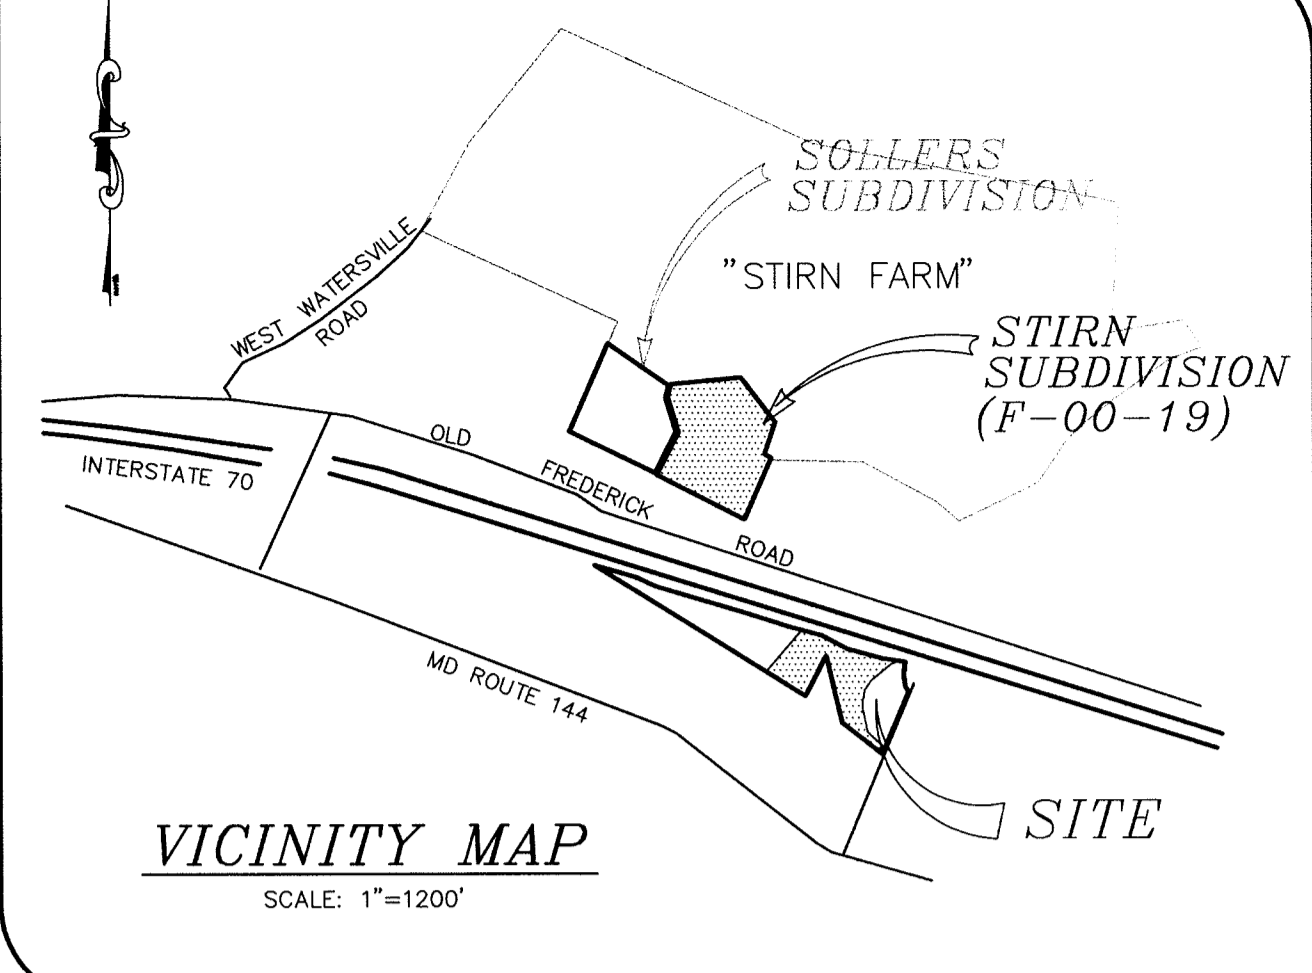 SOLLERS
SUBDIVISION
"STIRN FARM"
WEST WATERSVILLE
ROAD
STIRN
SUBDIVISION
(F-00-19)
OLD
FREDERICK
ROAD
INTERSTATE 70
MD ROUTE 144
SITE
VICINITY MAP
SCALE: 1"=1200'